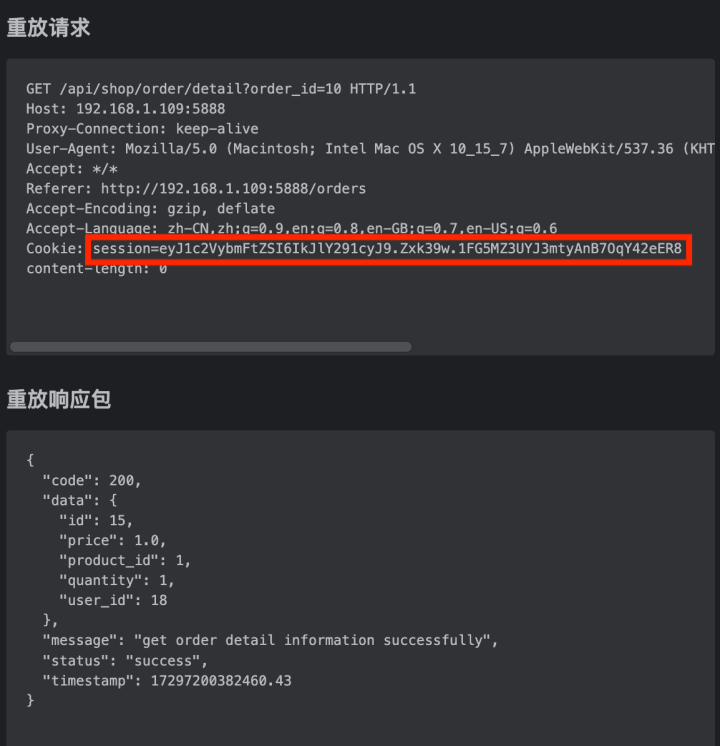 重放请求
GET /api/shop/order/detail?order_id=10 HTTP/1.1
Host: 192.168.1.109:5888
Proxy-Connection: keep-alive
User-Agent: Mozilla/5.0 (Macintosh; Intel Mac OS X 10_15_7) AppleWebKit/537.36 (KHT
Accept: */*
Referer: http://192.168.1.109:5888/orders
Accept-Encoding: gzip, deflate
Accept-Language: zh-CN,zh;q=0.9,en;q=0.8,en-GB;q=0.7,en-US;q=0.6
Cookie: session=eyJ1c2VybmFtZSI6IkJlY291cyJ9.Zxk39w.1FG5MZ3UYJ3mtyAnB7OqY42eER8
content-length: 0
重放响应包
{
"code": 200,
"data": {
"id": 15,
"price": 1.0,
"product_id": 1,
"quantity": 1,
"user_id": 18
},
"message": "get order detail information successfully",
"status": "success",
"timestamp": 17297200382460.43
}